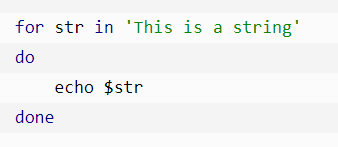 for str in 'This is a string'
do
    echo $str
done